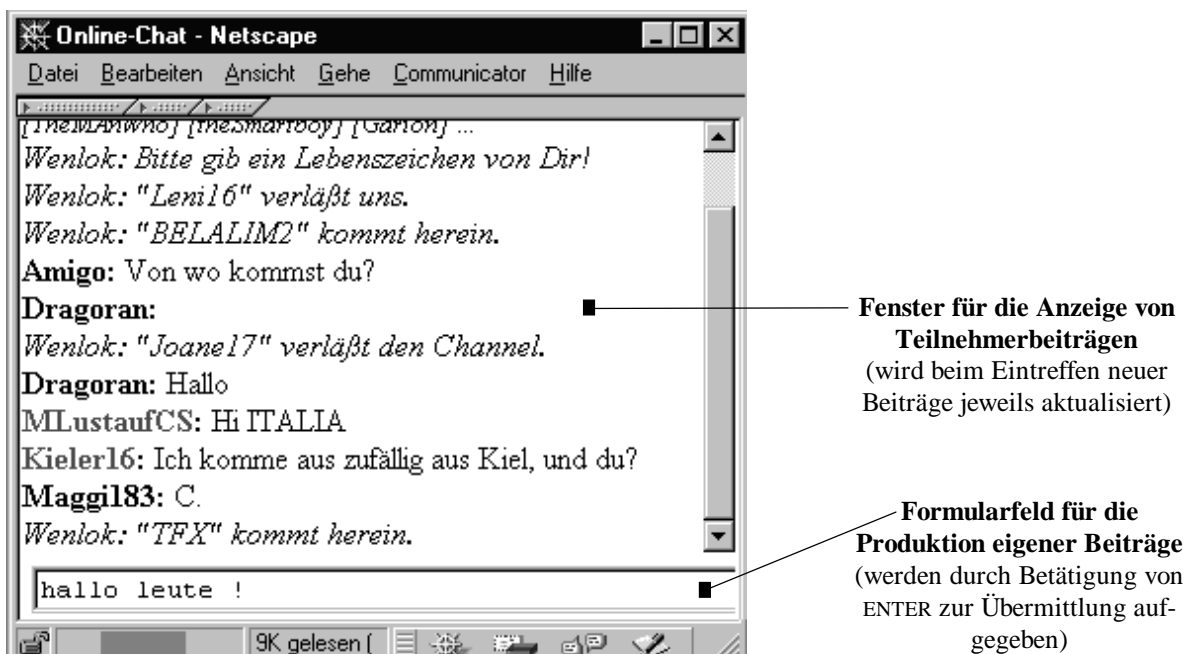 Online-Chat - Netscape
Datei Bearbeiten Ansicht Gehe Communicator Hilfe
[TheMAnWho] [theSmartboy] [Garion] ...
Wenlok: Bitte gib ein Lebenszeichen von Dir!
Wenlok: "Leni16" verläßt uns.
Wenlok: "BELALIM2" kommt herein.
Amigo: Von wo kommst du?
Dragoran:
Wenlok: "Joane17" verläßt den Channel.
Dragoran: Hallo
MLustaufCS: Hi ITALIA
Kieler16: Ich komme aus zufällig aus Kiel, und du?
Maggi183: C.
Wenlok: "TFX" kommt herein.
hallo leute !
9K gelesen (
Fenster für die Anzeige von
Teilnehmerbeiträgen
(wird beim Eintreffen neuer
Beiträge jeweils aktualisiert)
Formularfeld für die
Produktion eigener Beiträge
(werden durch Betätigung von
ENTER zur Übermittlung auf-
gegeben)